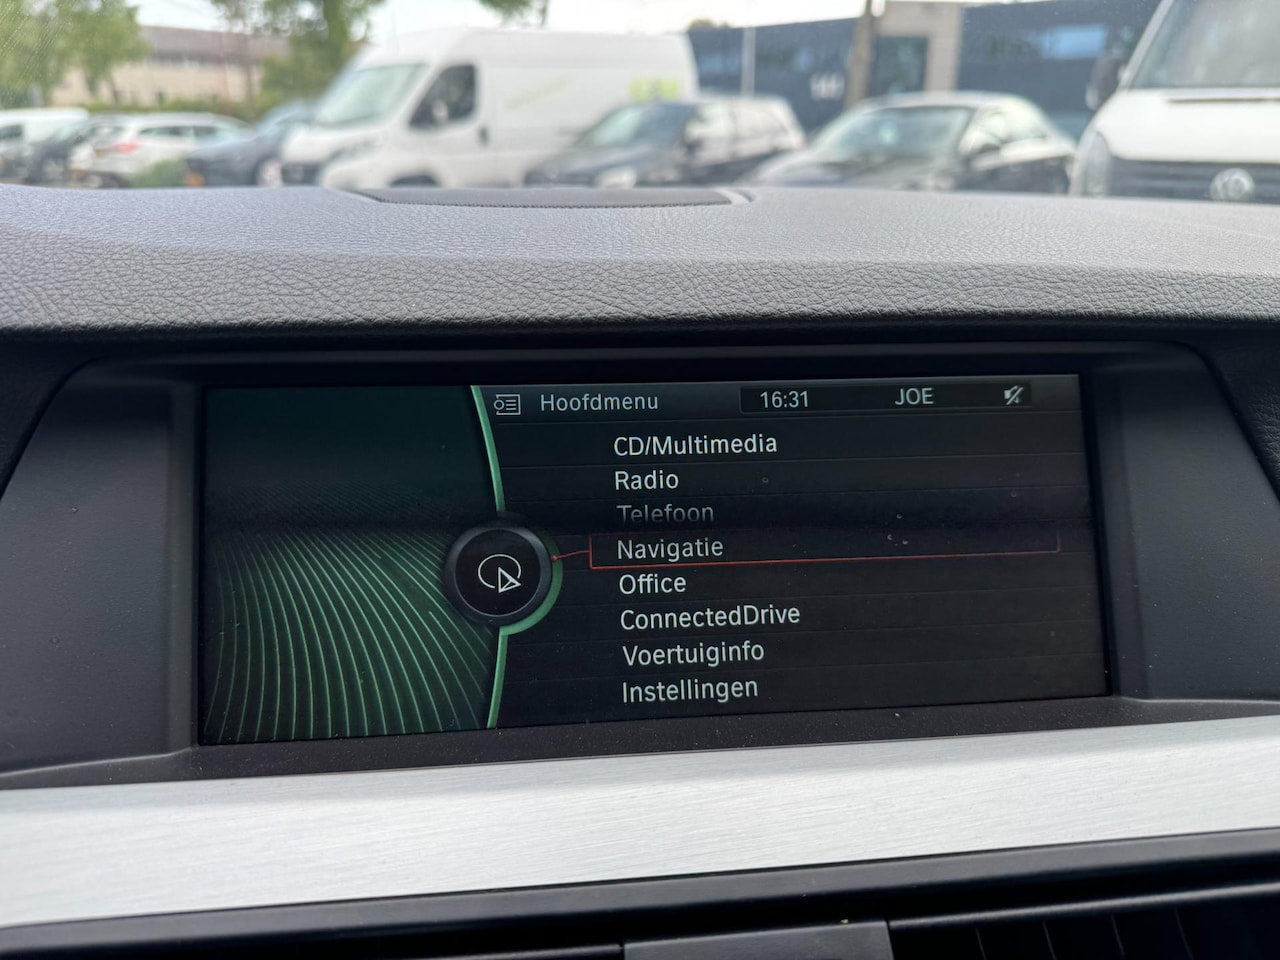 Hoofdmenu 16:31 JOE
CD/Multimedia
Radio
Telefoon
Navigatie
Office
ConnectedDrive
Voertuiginfo
Instellingen